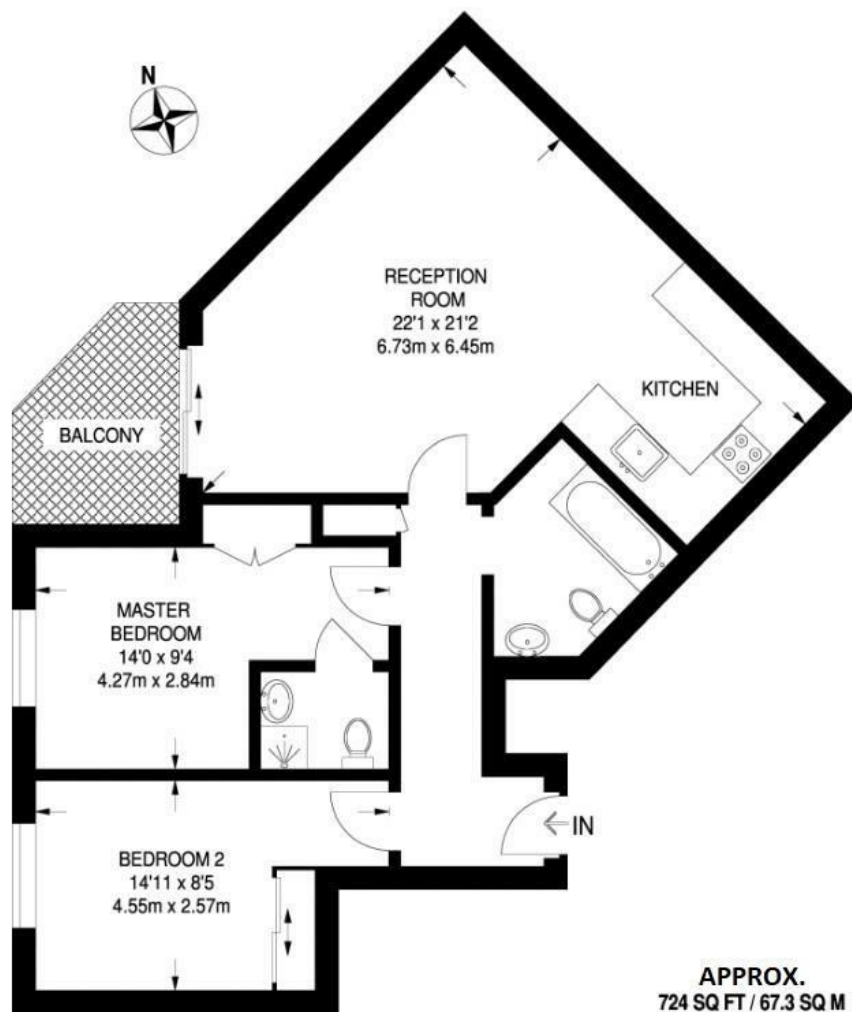 N
RECEPTION
ROOM
22'1 x 21'2
6.73m x 6.45m
KITCHEN
BALCONY
MASTER
BEDROOM
14'0 x 9'4
4.27m x 2.84m
IN
BEDROOM 2
14'11 x 8'5
4.55m x 2.57m
APPROX.
724 SQ FT / 67.3 SQ M